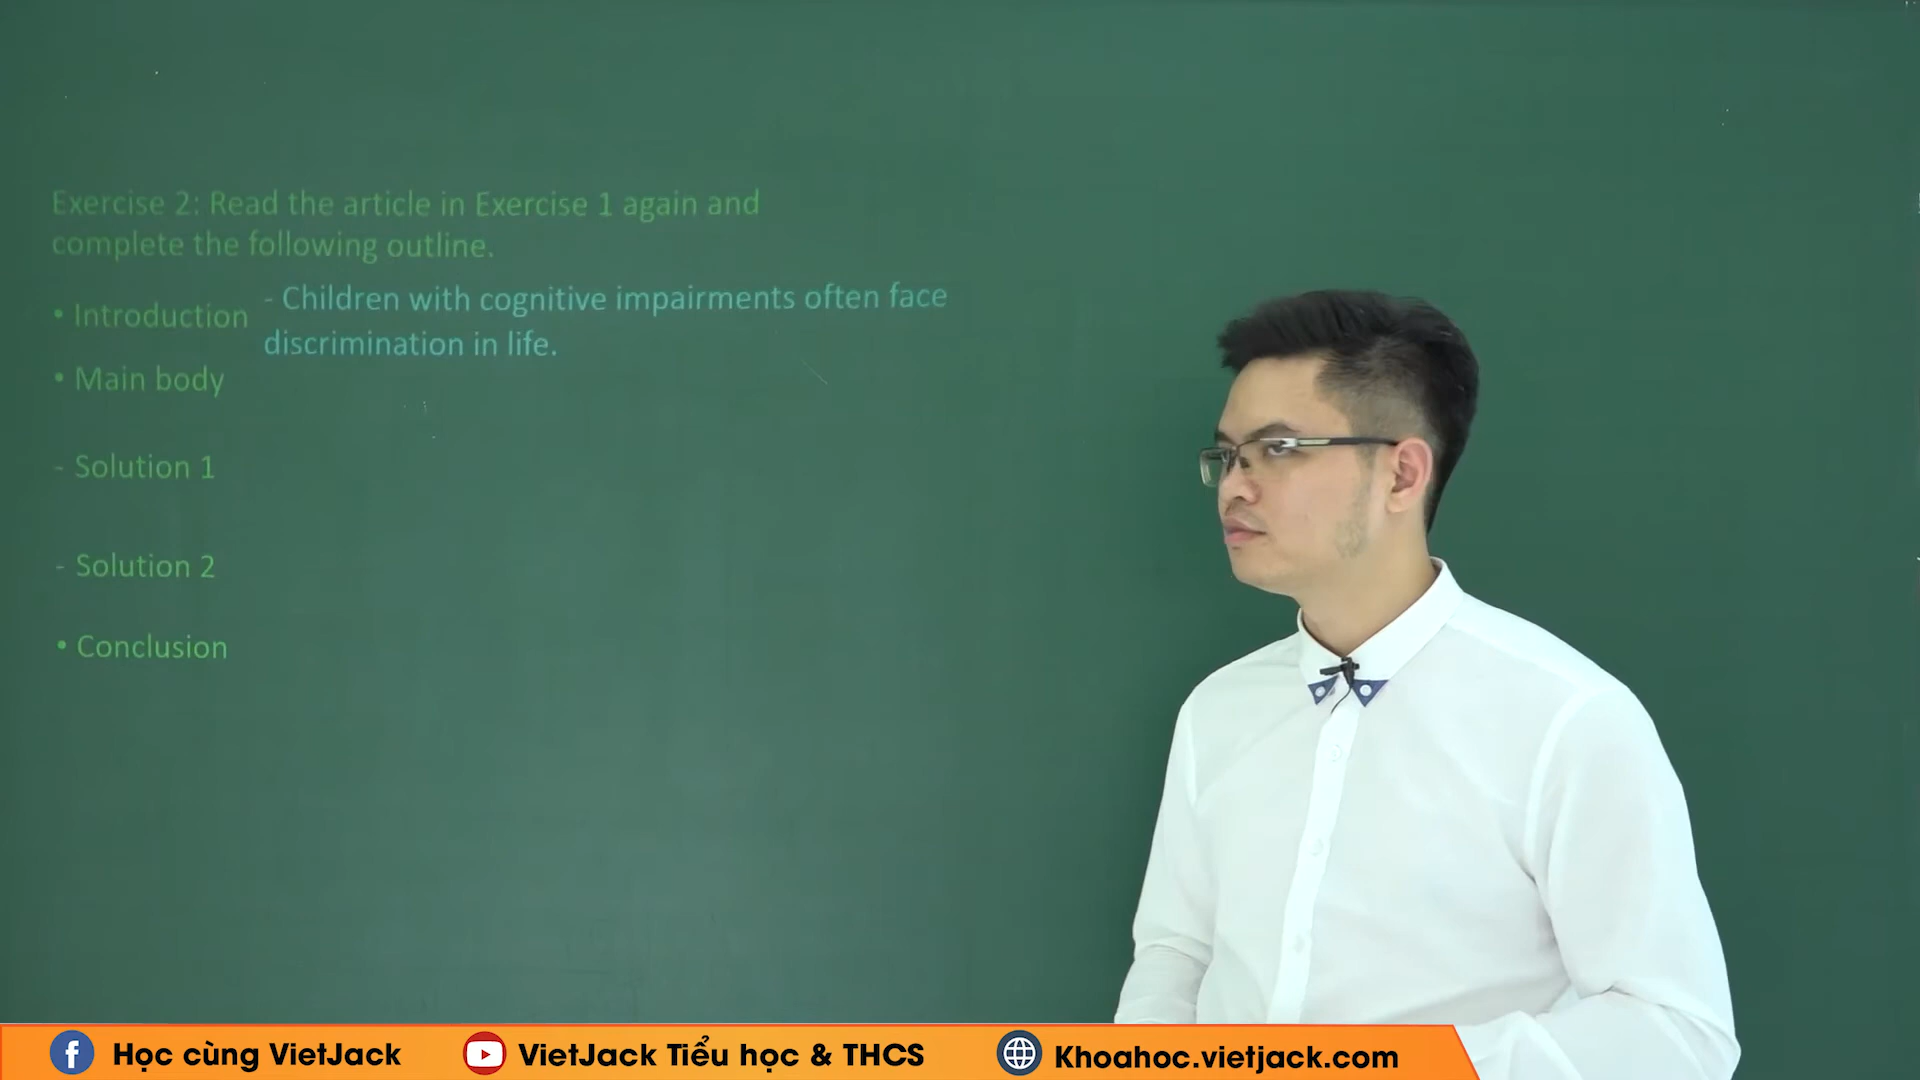 Exercise 2: Read the article in Exercise 1 again and
complete the following outline.
• Introduction
- Children with cognitive impairments often face
discrimination in life.
• Main body
- Solution 1
- Solution 2
• Conclusion
Học cùng VietJack
VietJack Tiểu học & THCS
Khoahoc.vietjack.com